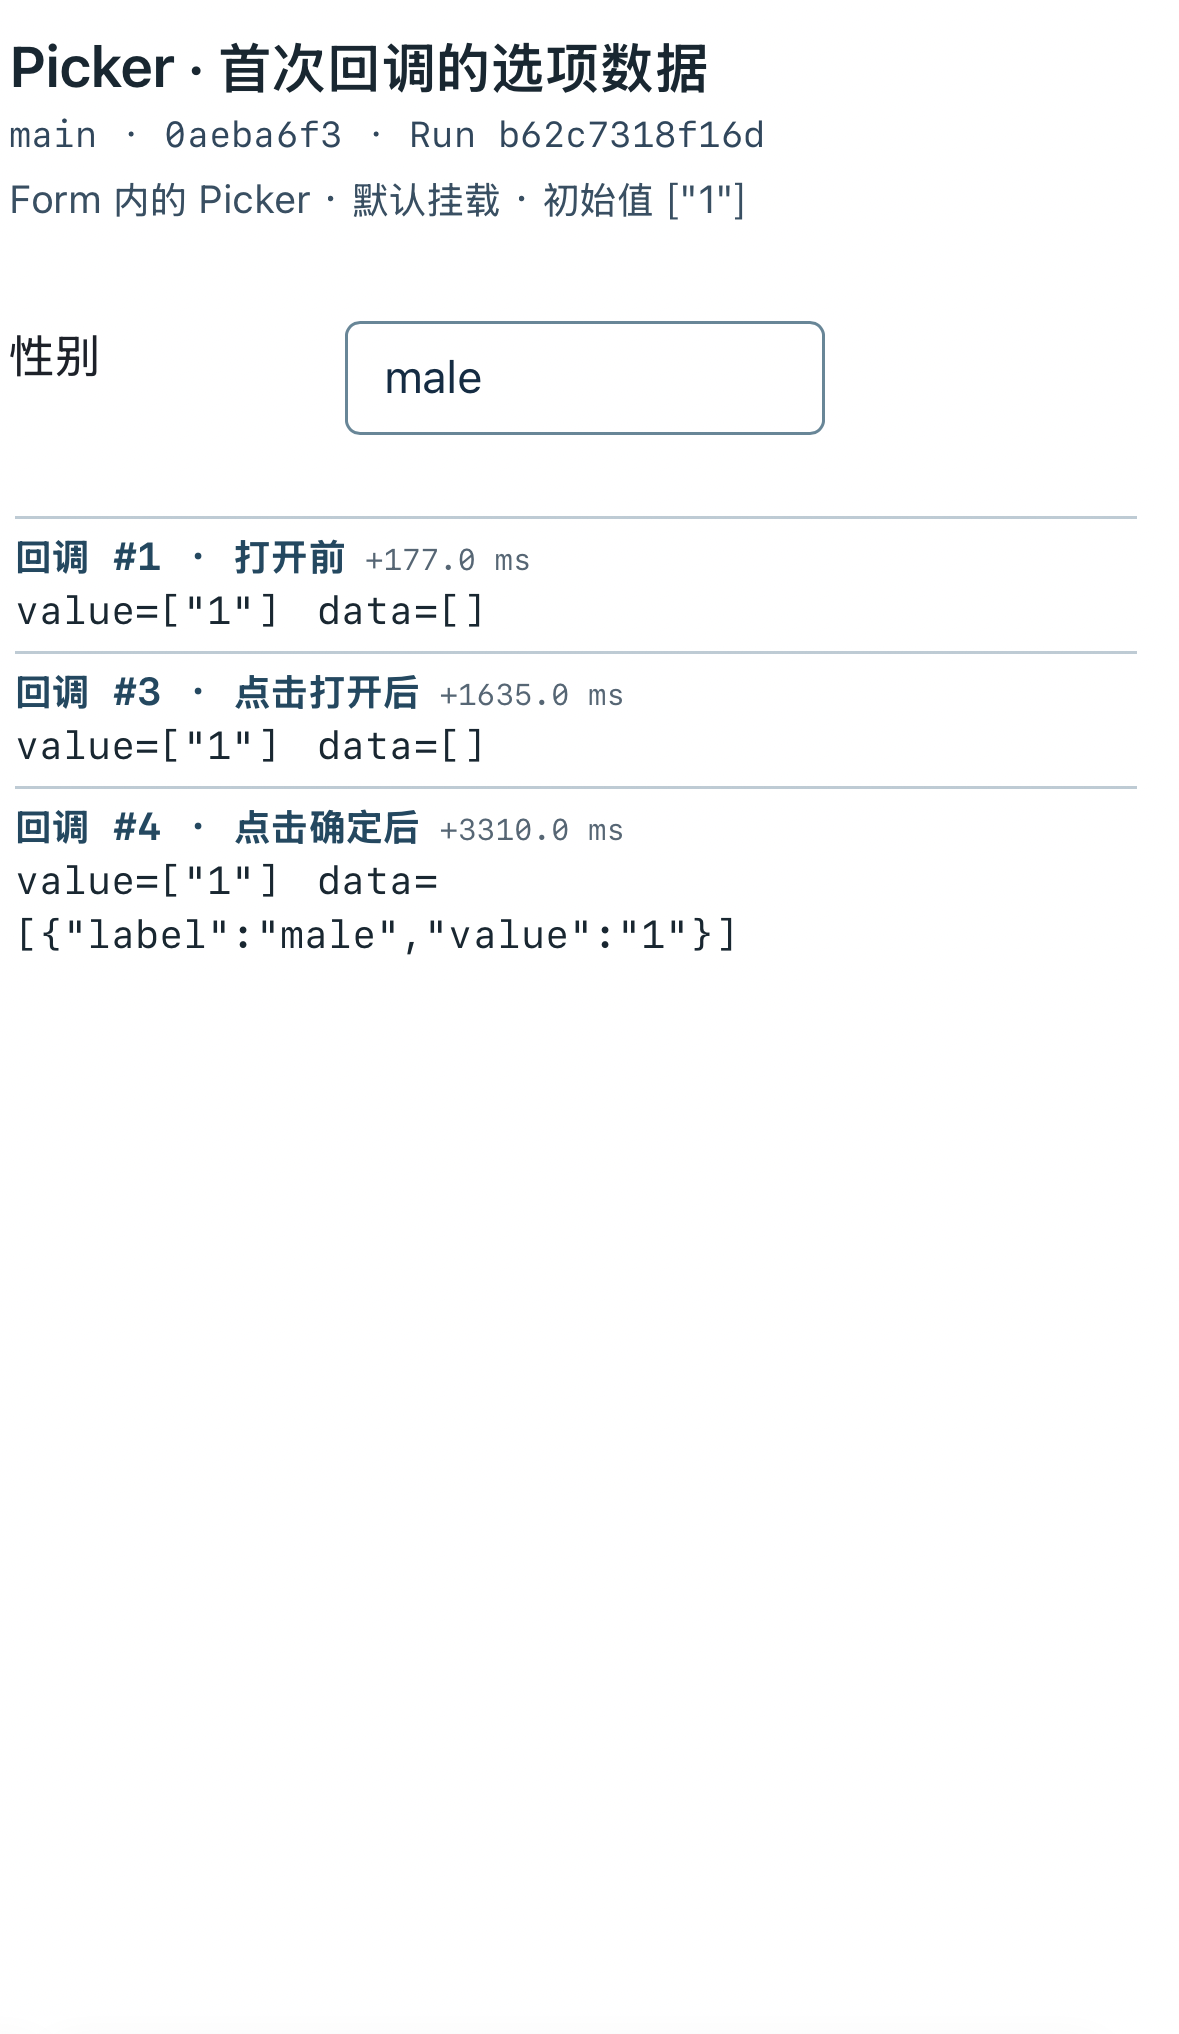 Picker · 首次回调的选项数据
main · 0aeba6f3 · Run b62c7318f16d
Form 内的 Picker · 默认挂载 · 初始值 ["1"]
性别
male
回调 #1 · 打开前 +177.0 ms
value=["1"] data=[]
回调 #3 · 点击打开后 +1635.0 ms
value=["1"] data=[]
回调 #4 · 点击确定后 +3310.0 ms
value=["1"] data=
[{"label":"male","value":"1"}]